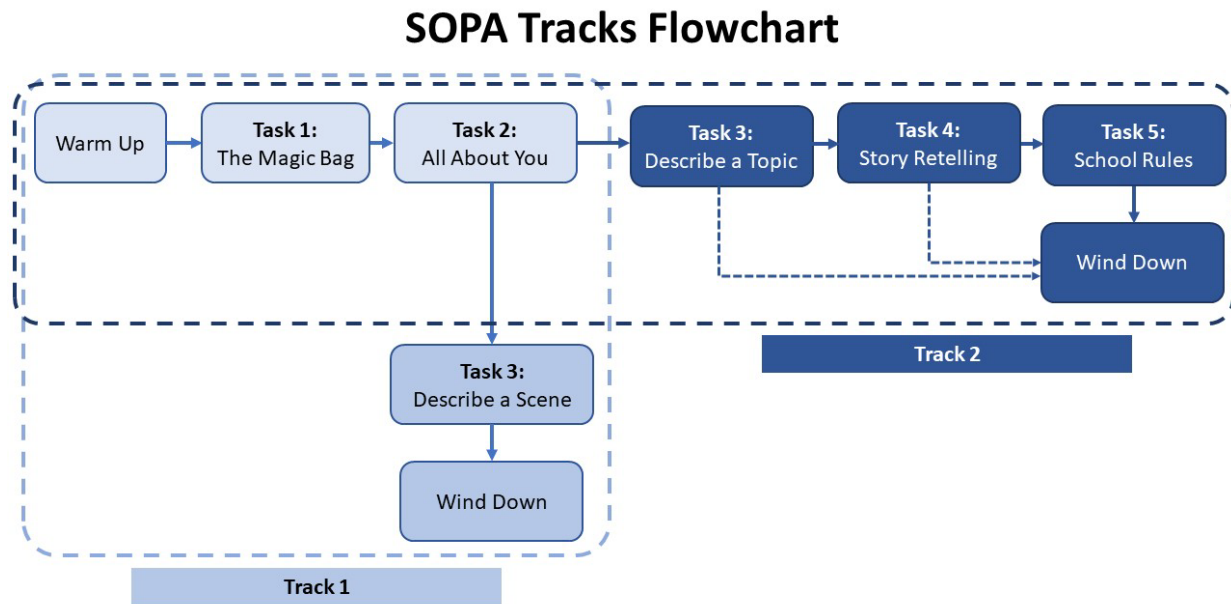 SOPA Tracks Flowchart
Warm Up
Task 1:
The Magic Bag
Task 2:
All About You
Task 3:
Describe a Topic
Task 4:
Story Retelling
Task 5:
School Rules
Wind Down
Track 2
Task 3:
Describe a Scene
Wind Down
Track 1